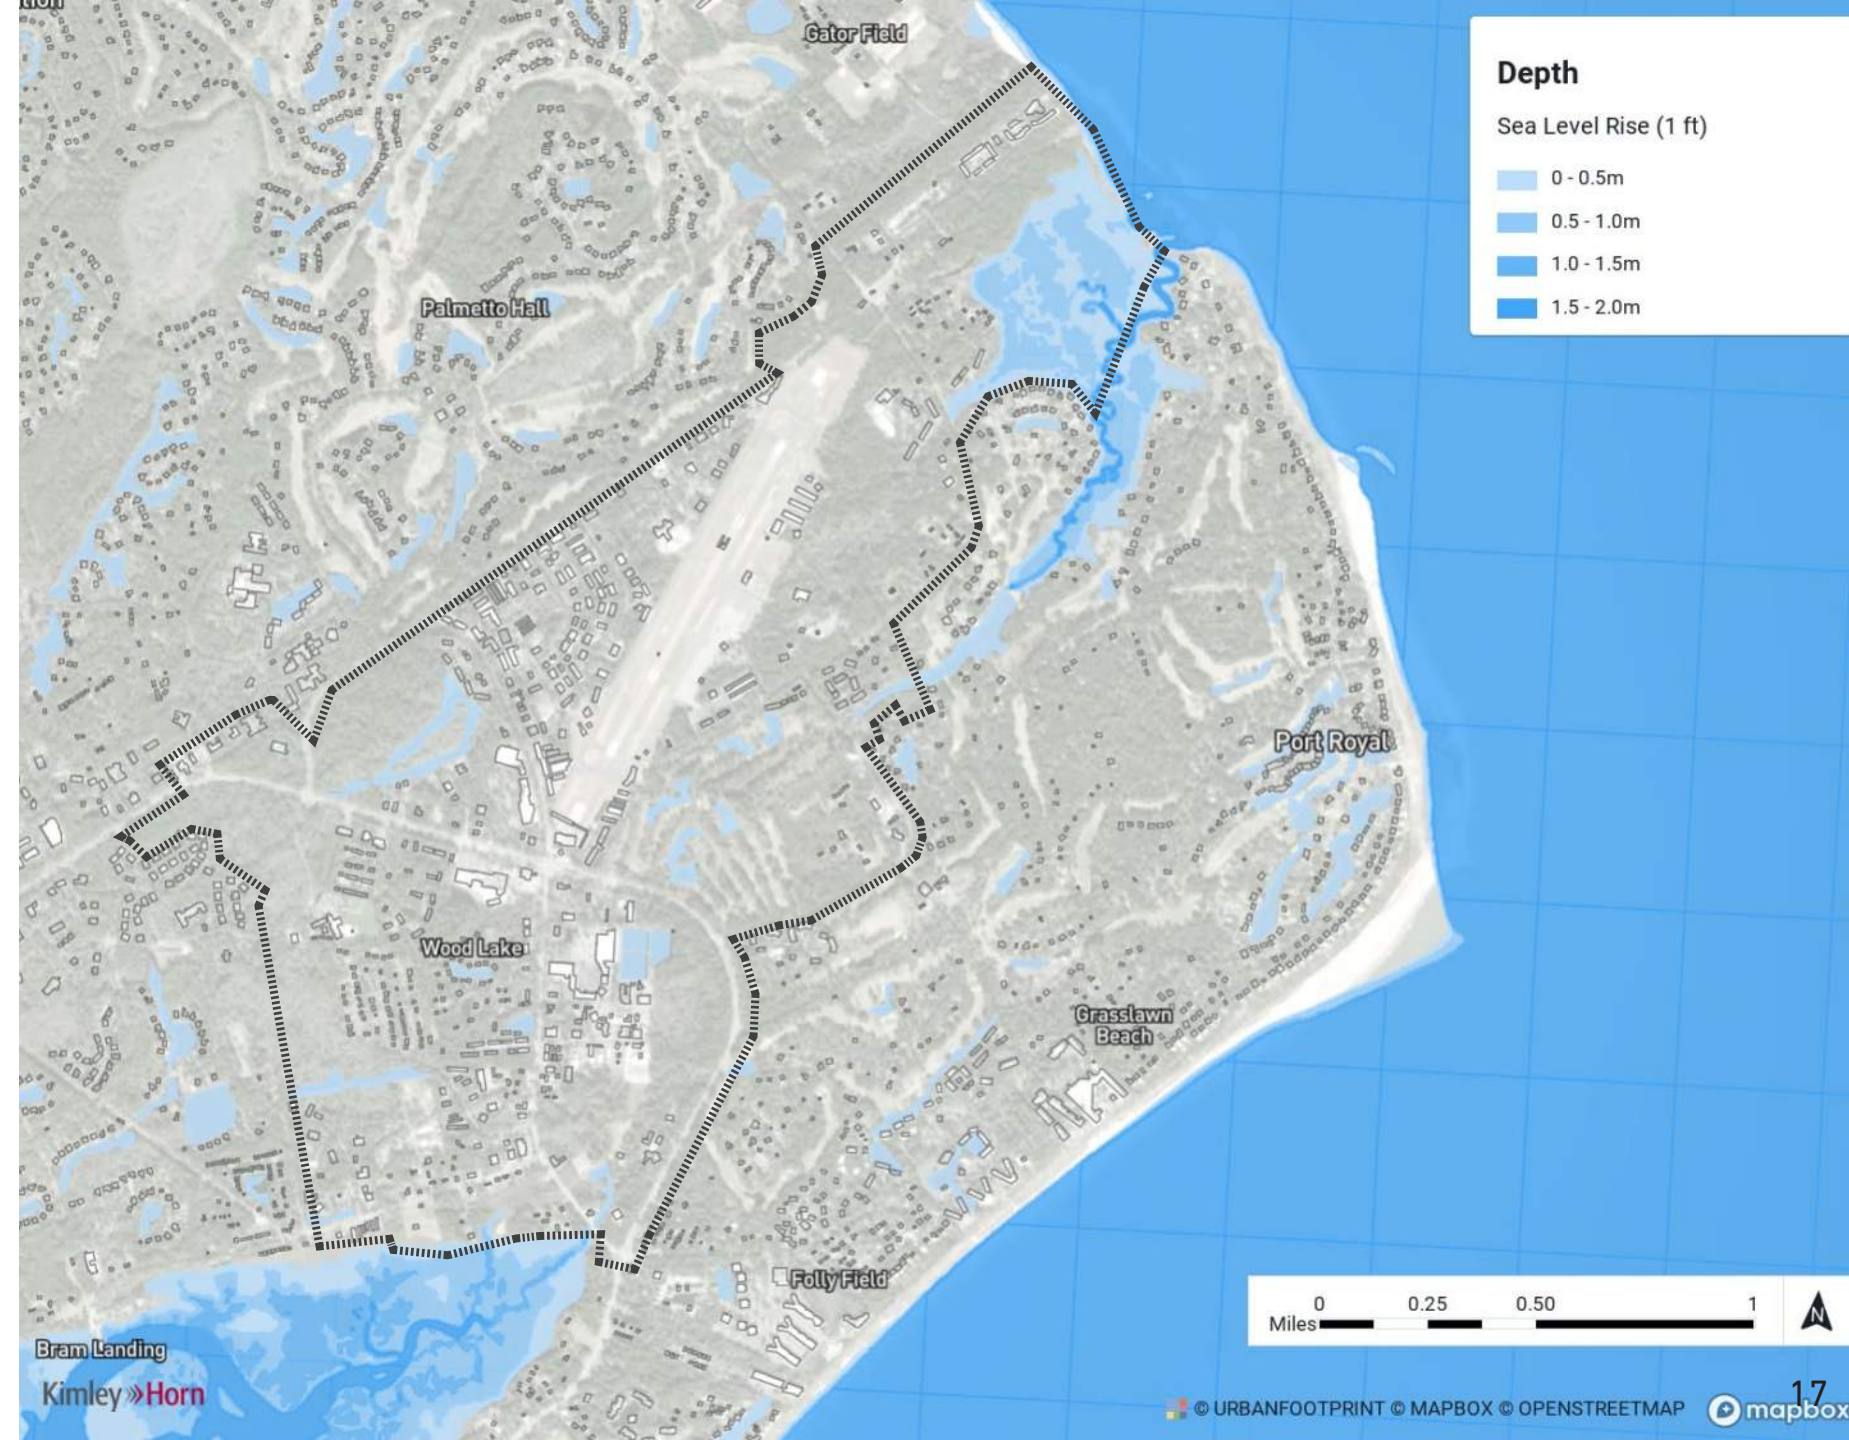 tion
Gator Field
Depth
Sea Level Rise (1 ft)
0 - 0.5m
0.5 - 1.0m
1.0 - 1.5m
1.5 - 2.0m
Palmetto Hall
Port Royal
Wood Lake
Grasslawn
Beach
Folly Field
0 0.25 0.50 1
Miles
N
Bram Landing
Kimley»Horn
17
© URBANFOOTPRINT © MAPBOX © OPENSTREETMAP
mapbox